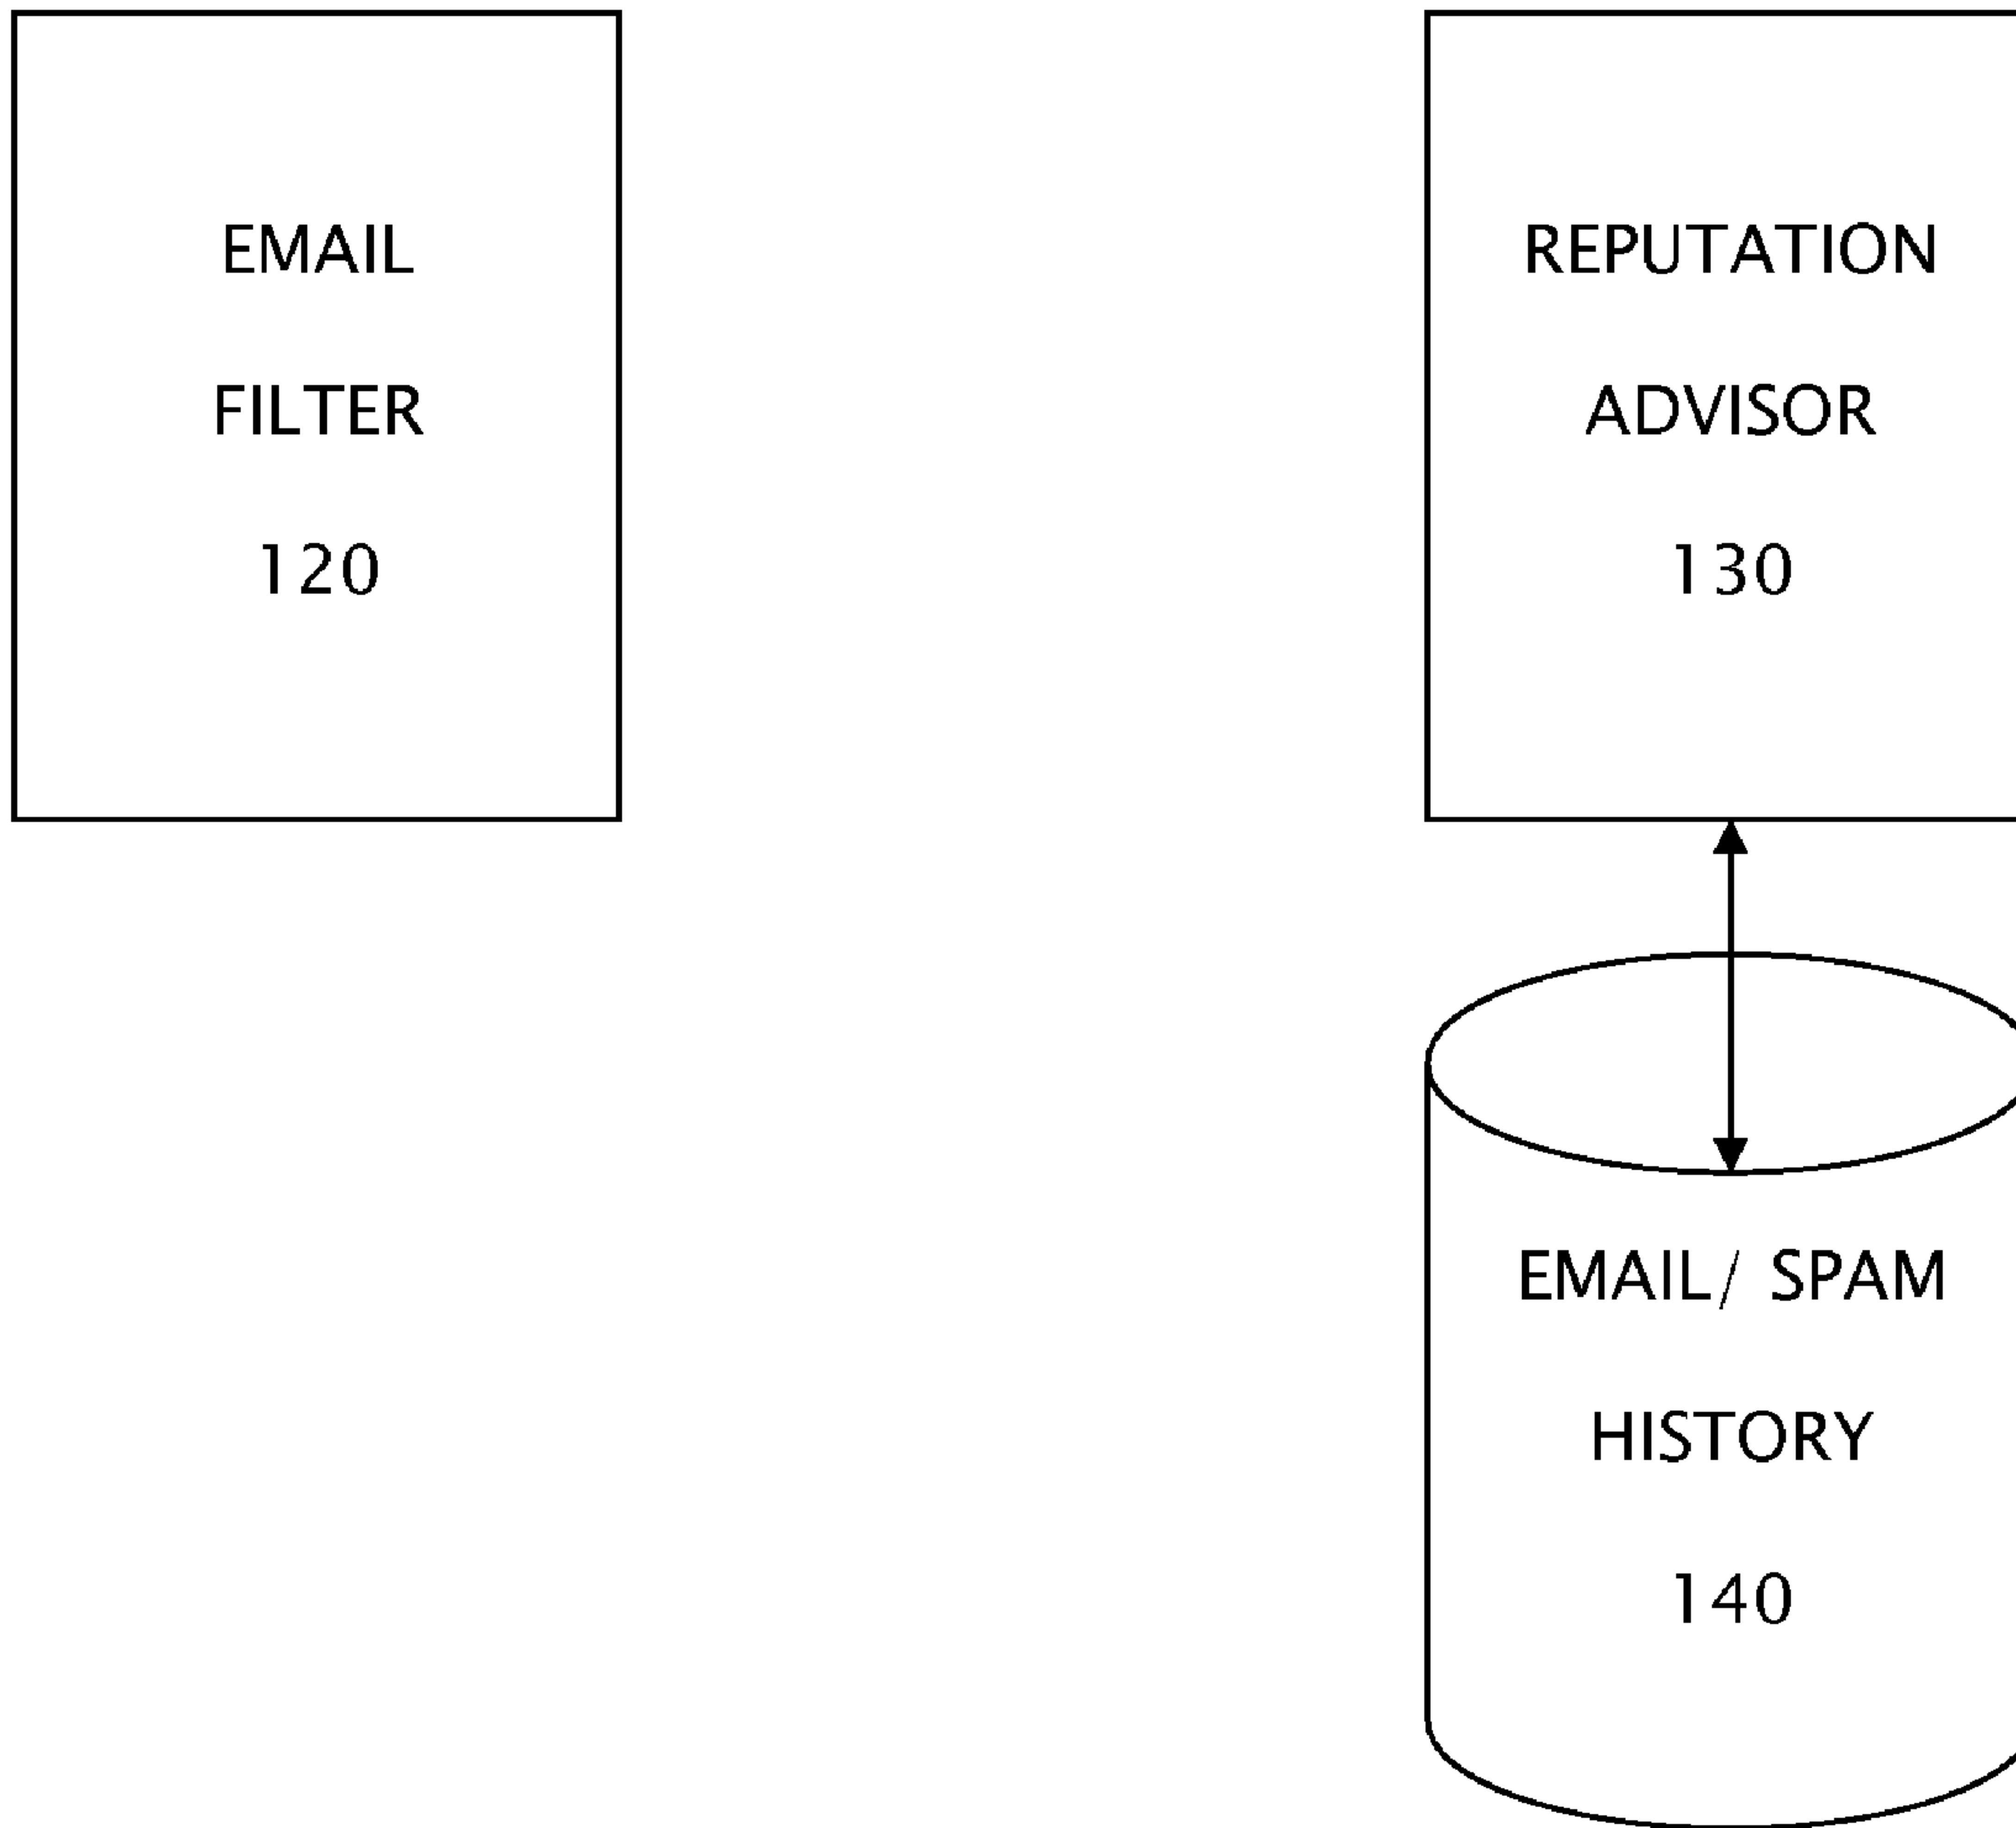 EMAIL
FILTER
120
REPUTATION
ADVISOR
130
EMAIL/ SPAM
HISTORY
140